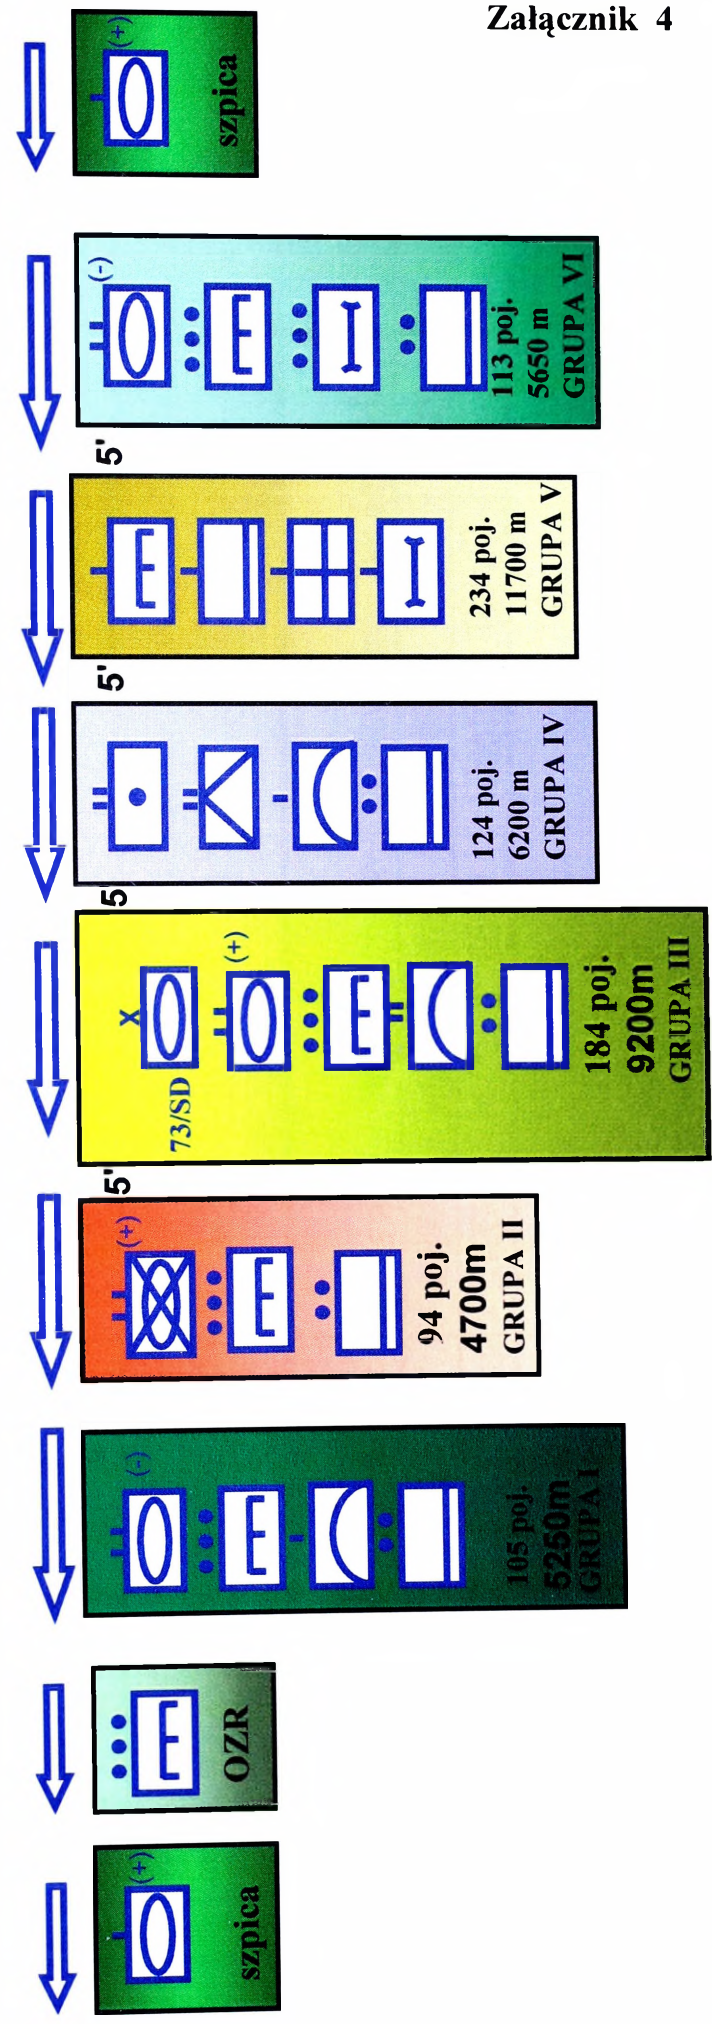 Załącznik 4
(+)
szpica
(-)
113 poj.
5650 m
GRUPA VI
5'
234 poj.
11700 m
GRUPA V
5'
124 poj.
6200 m
GRUPA IV
5'
X
73/SD
(+)
184 poj.
9200m
GRUPA III
5'
(+)
94 poj.
4700m
GRUPA II
(-)
105 poj.
5250m
GRUPA I
OZR
(+)
szpica